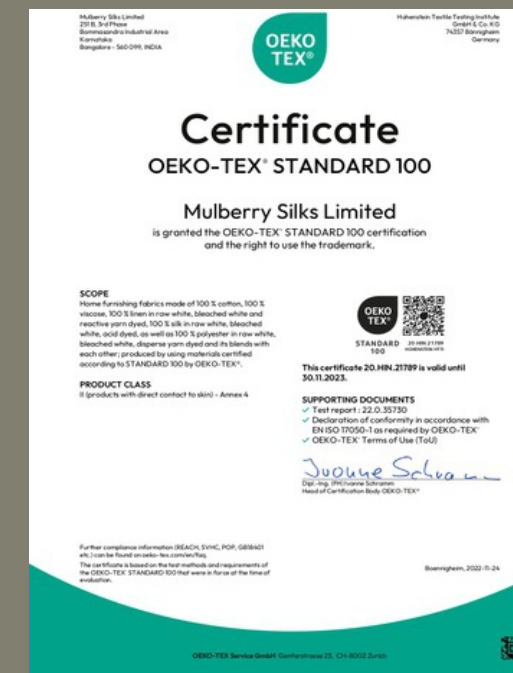 Mulberry Silks Limited
251 B, 3rd Phase
Bommasandra Industrial Area
Karnataka
Bangalore - 560 099, INDIA
Hohenstein Textile Testing Institute
GmbH & Co. KG
74357 Bönnigheim
Germany
OEKO
TEX®
Certificate
OEKO-TEX® STANDARD 100
Mulberry Silks Limited
is granted the OEKO-TEX® STANDARD 100 certification
and the right to use the trademark.
SCOPE
Home furnishing fabrics made of 100 % cotton, 100 %
viscose, 100 % linen in raw white, bleached white and
reactive yarn dyed, 100 % silk in raw white, bleached
white, acid dyed, as well as 100 % polyester in raw white,
bleached white, disperse yarn dyed and its blends with
each other; produced by using materials certified
according to STANDARD 100 by OEKO-TEX®.
PRODUCT CLASS
II (products with direct contact to skin) - Annex 4
OEKO
TEX®
STANDARD
100
20.HIN.21789
HOHENSTEIN HTTI
This certificate 20.HIN.21789 is valid until
30.11.2023.
SUPPORTING DOCUMENTS
✓ Test report : 22.0.35730
✓ Declaration of conformity in accordance with
EN ISO 17050-1 as required by OEKO-TEX®
✓ OEKO-TEX® Terms of Use (ToU)
Dipl.-Ing. (FH) Ivonne Schramm
Head of Certification Body OEKO-TEX®
Further compliance information (REACH, SVHC, POP, GB18401
etc.) can be found on oeko-tex.com/en/faq.
The certificate is based on the test methods and requirements of
the OEKO-TEX® STANDARD 100 that were in force at the time of
evaluation.
Boennigheim, 2022-11-24
OEKO-TEX Service GmbH Genferstrasse 23, CH-8002 Zurich